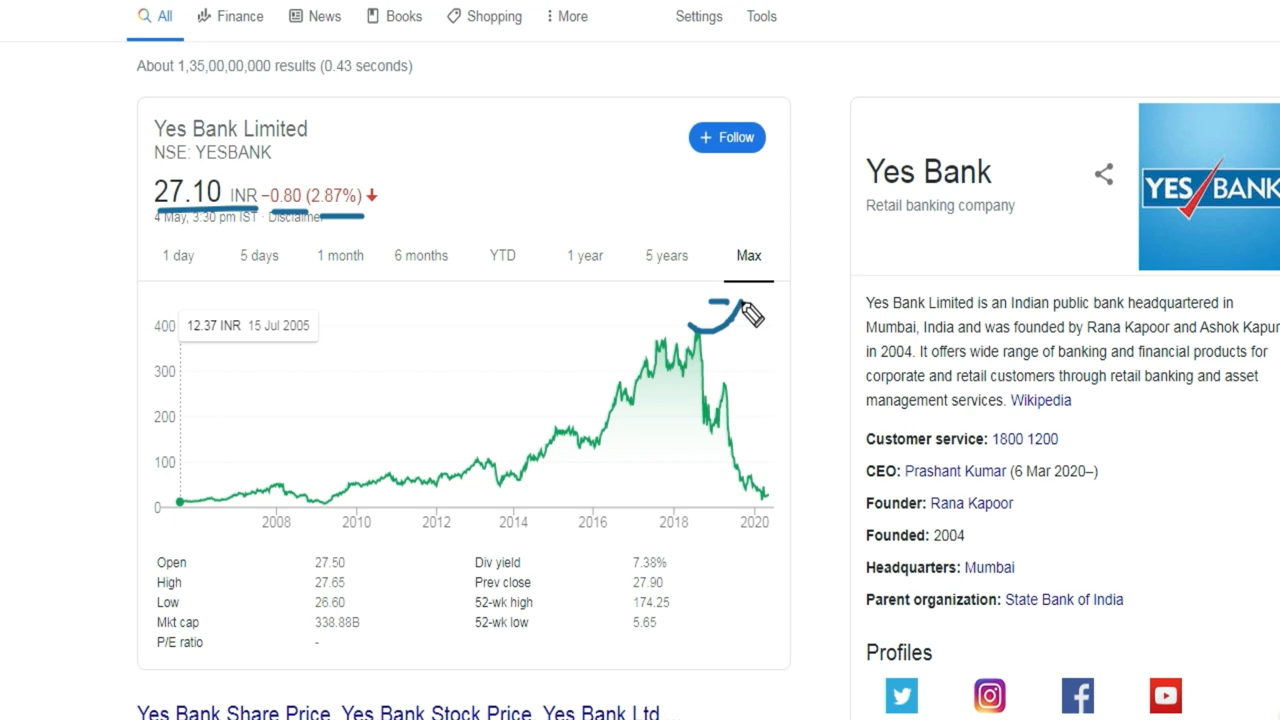 All Finance News Books Shopping More Settings Tools
About 1,35,00,00,000 results (0.43 seconds)
Yes Bank Limited
NSE: YESBANK
+ Follow
27.10 INR −0.80 (2.87%)
4 May, 3:30 pm IST · Disclaimer
1 day 5 days 1 month 6 months YTD 1 year 5 years Max
12.37 INR 15 Jul 2005
400
300
200
100
0
2008 2010 2012 2014 2016 2018 2020
Open 27.50 Div yield 7.38%
High 27.65 Prev close 27.90
Low 26.60 52-wk high 174.25
Mkt cap 338.88B 52-wk low 5.65
P/E ratio -
Yes Bank Share Price, Yes Bank Stock Price, Yes Bank Ltd ...
Yes Bank
Retail banking company
YES BANK
Yes Bank Limited is an Indian public bank headquartered in
Mumbai, India and was founded by Rana Kapoor and Ashok Kapur
in 2004. It offers wide range of banking and financial products for
corporate and retail customers through retail banking and asset
management services. Wikipedia
Customer service: 1800 1200
CEO: Prashant Kumar (6 Mar 2020–)
Founder: Rana Kapoor
Founded: 2004
Headquarters: Mumbai
Parent organization: State Bank of India
Profiles